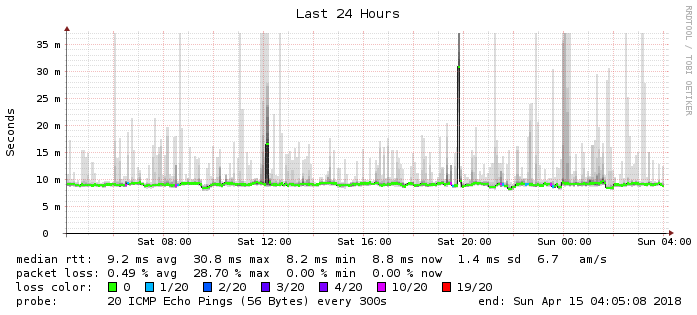 Last 24 Hours
RRDTOOL / TOBI OETIKER
Seconds
35 m
30 m
25 m
20 m
15 m
10 m
5 m
0
Sat 08:00 Sat 12:00 Sat 16:00 Sat 20:00 Sun 00:00 Sun 04:00
median rtt: 9.2 ms avg 30.8 ms max 8.2 ms min 8.8 ms now 1.4 ms sd 6.7 am/s
packet loss: 0.49 % avg 28.70 % max 0.00 % min 0.00 % now
loss color: 0 1/20 2/20 3/20 4/20 10/20 19/20
probe: 20 ICMP Echo Pings (56 Bytes) every 300s end: Sun Apr 15 04:05:08 2018